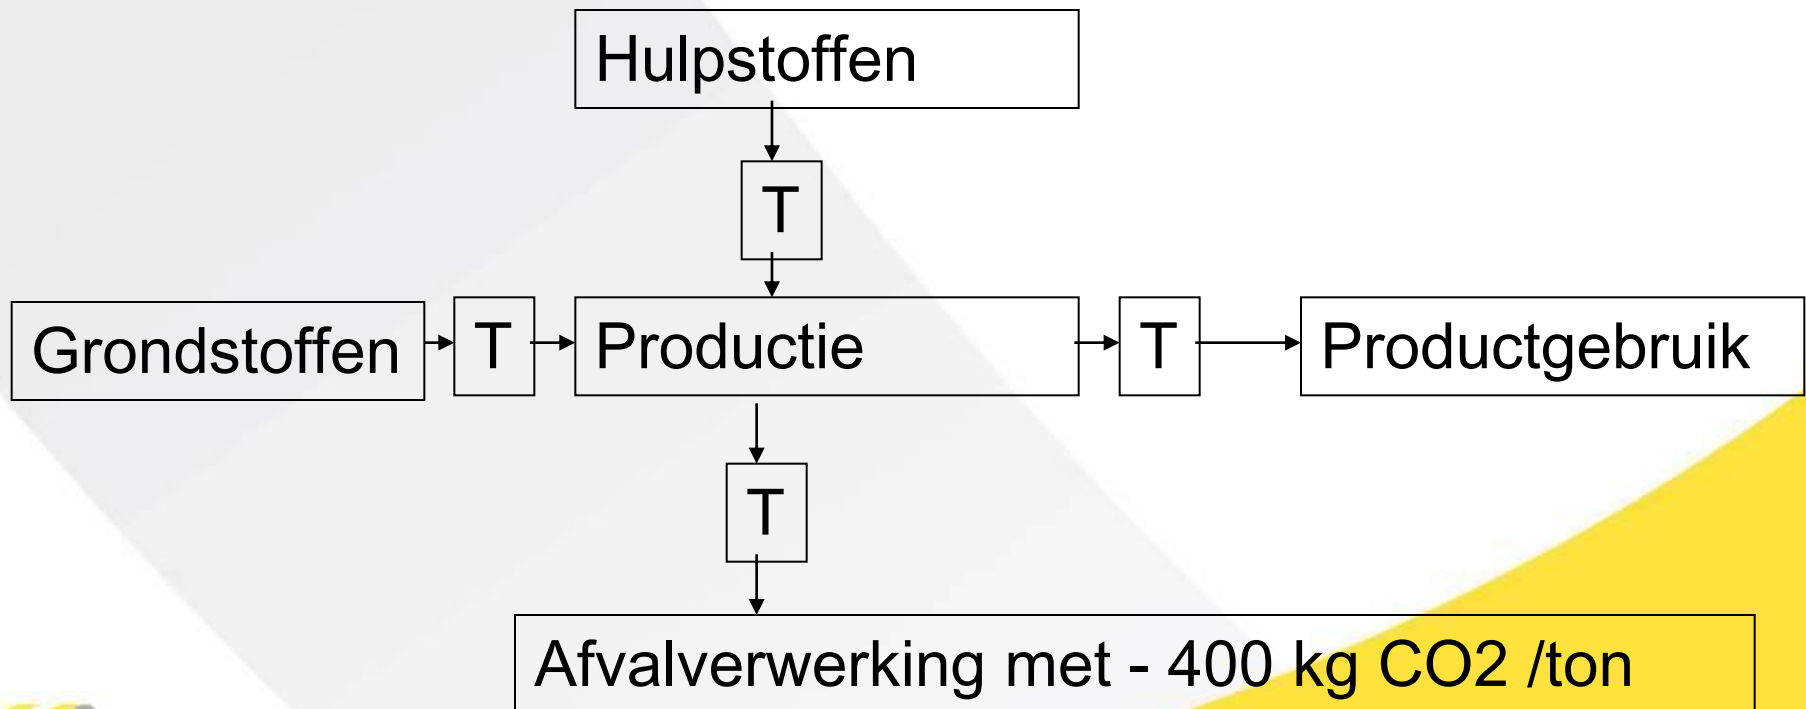 Hulpstoffen
T
Grondstoffen
T
Productie
T
Productgebruik
T
Afvalverwerking met - 400 kg CO2 /ton